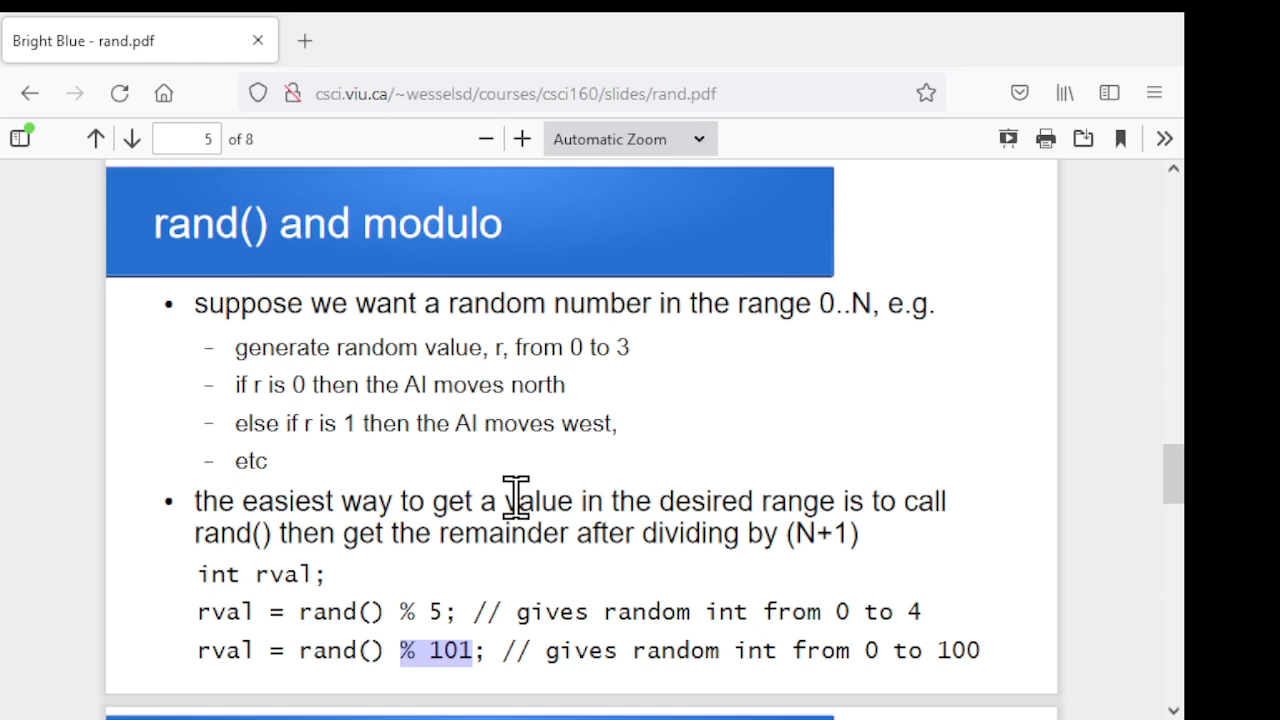 Bright Blue - rand.pdf
csci.viu.ca/~wesselsd/courses/csci160/slides/rand.pdf
5 of 8
Automatic Zoom
rand() and modulo
• suppose we want a random number in the range 0..N, e.g.
– generate random value, r, from 0 to 3
– if r is 0 then the AI moves north
– else if r is 1 then the AI moves west,
– etc
• the easiest way to get a value in the desired range is to call
rand() then get the remainder after dividing by (N+1)
int rval;
rval = rand() % 5; // gives random int from 0 to 4
rval = rand() % 101; // gives random int from 0 to 100